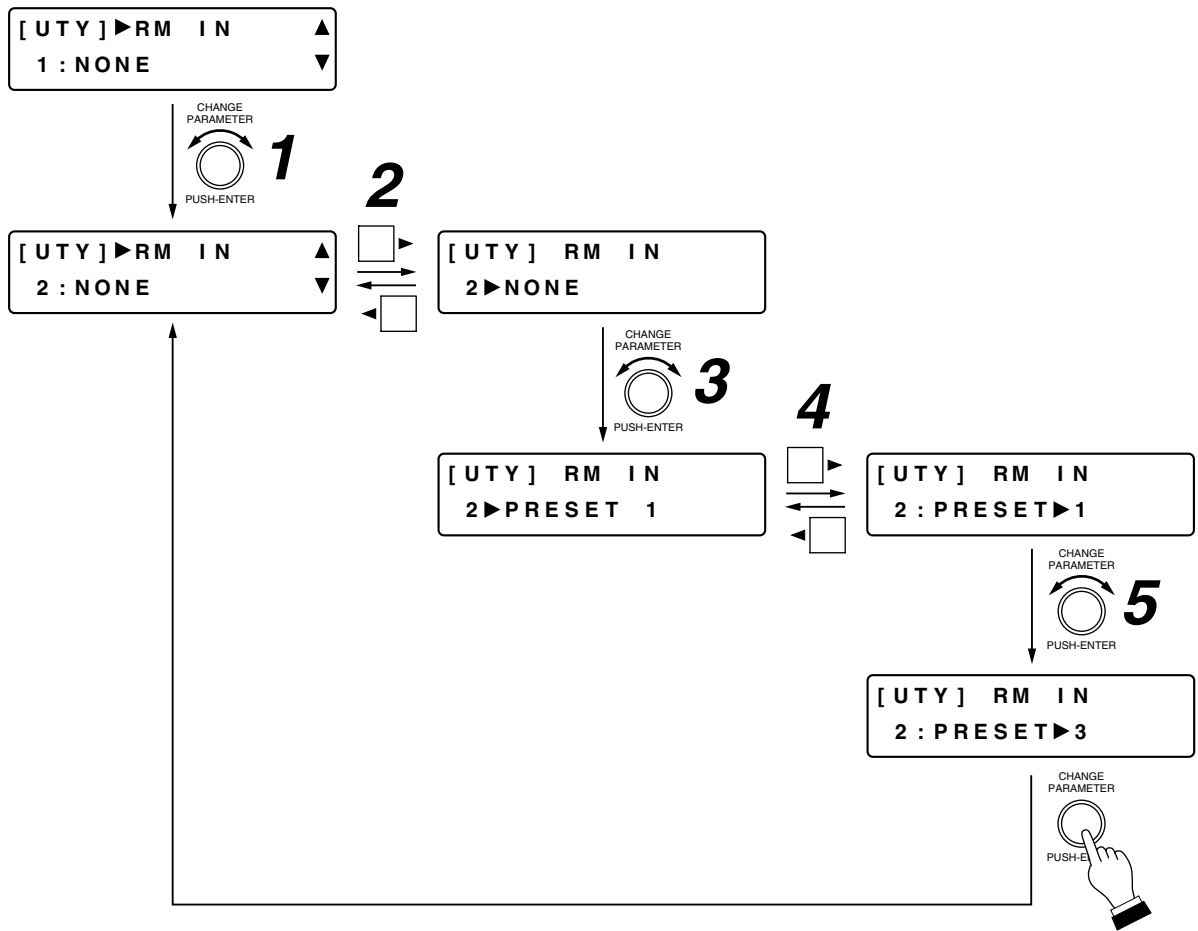 [UTY]▶RM IN ▲
1:NONE ▼
CHANGE
PARAMETER
1
PUSH-ENTER
2
[UTY]▶RM IN ▲
2:NONE ▼
[UTY] RM IN
2▶NONE
CHANGE
PARAMETER
3
PUSH-ENTER
4
[UTY] RM IN
2▶PRESET 1
[UTY] RM IN
2:PRESET▶1
CHANGE
PARAMETER
5
PUSH-ENTER
[UTY] RM IN
2:PRESET▶3
CHANGE
PARAMETER
PUSH-E